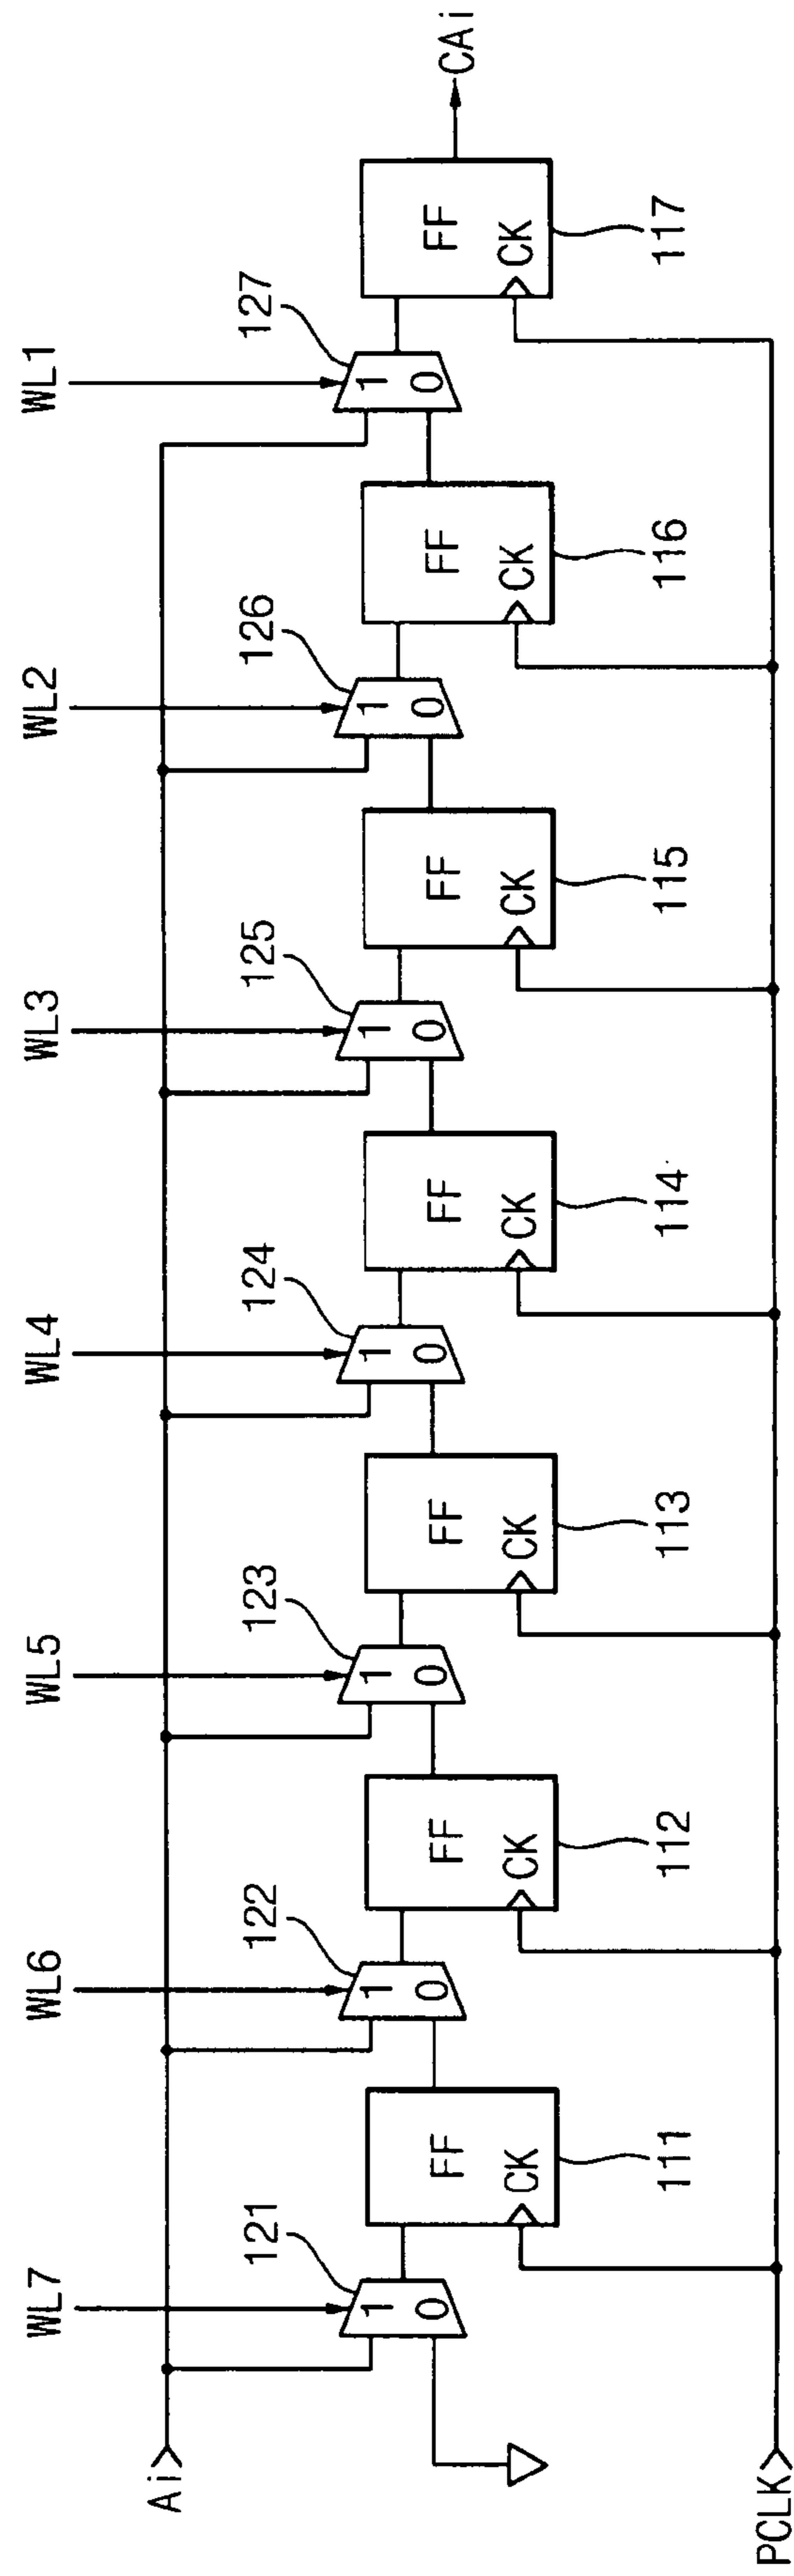 WL7 WL6 WL5 WL4 WL3 WL2 WL1
Ai
121 122 123 124 125 126 127
1 1 1 1 1 1 1
0 FF 0 FF 0 FF 0 FF 0 FF 0 FF 0 FF CAi
CK CK CK CK CK CK CK
111 112 113 114 115 116 117
PCLK